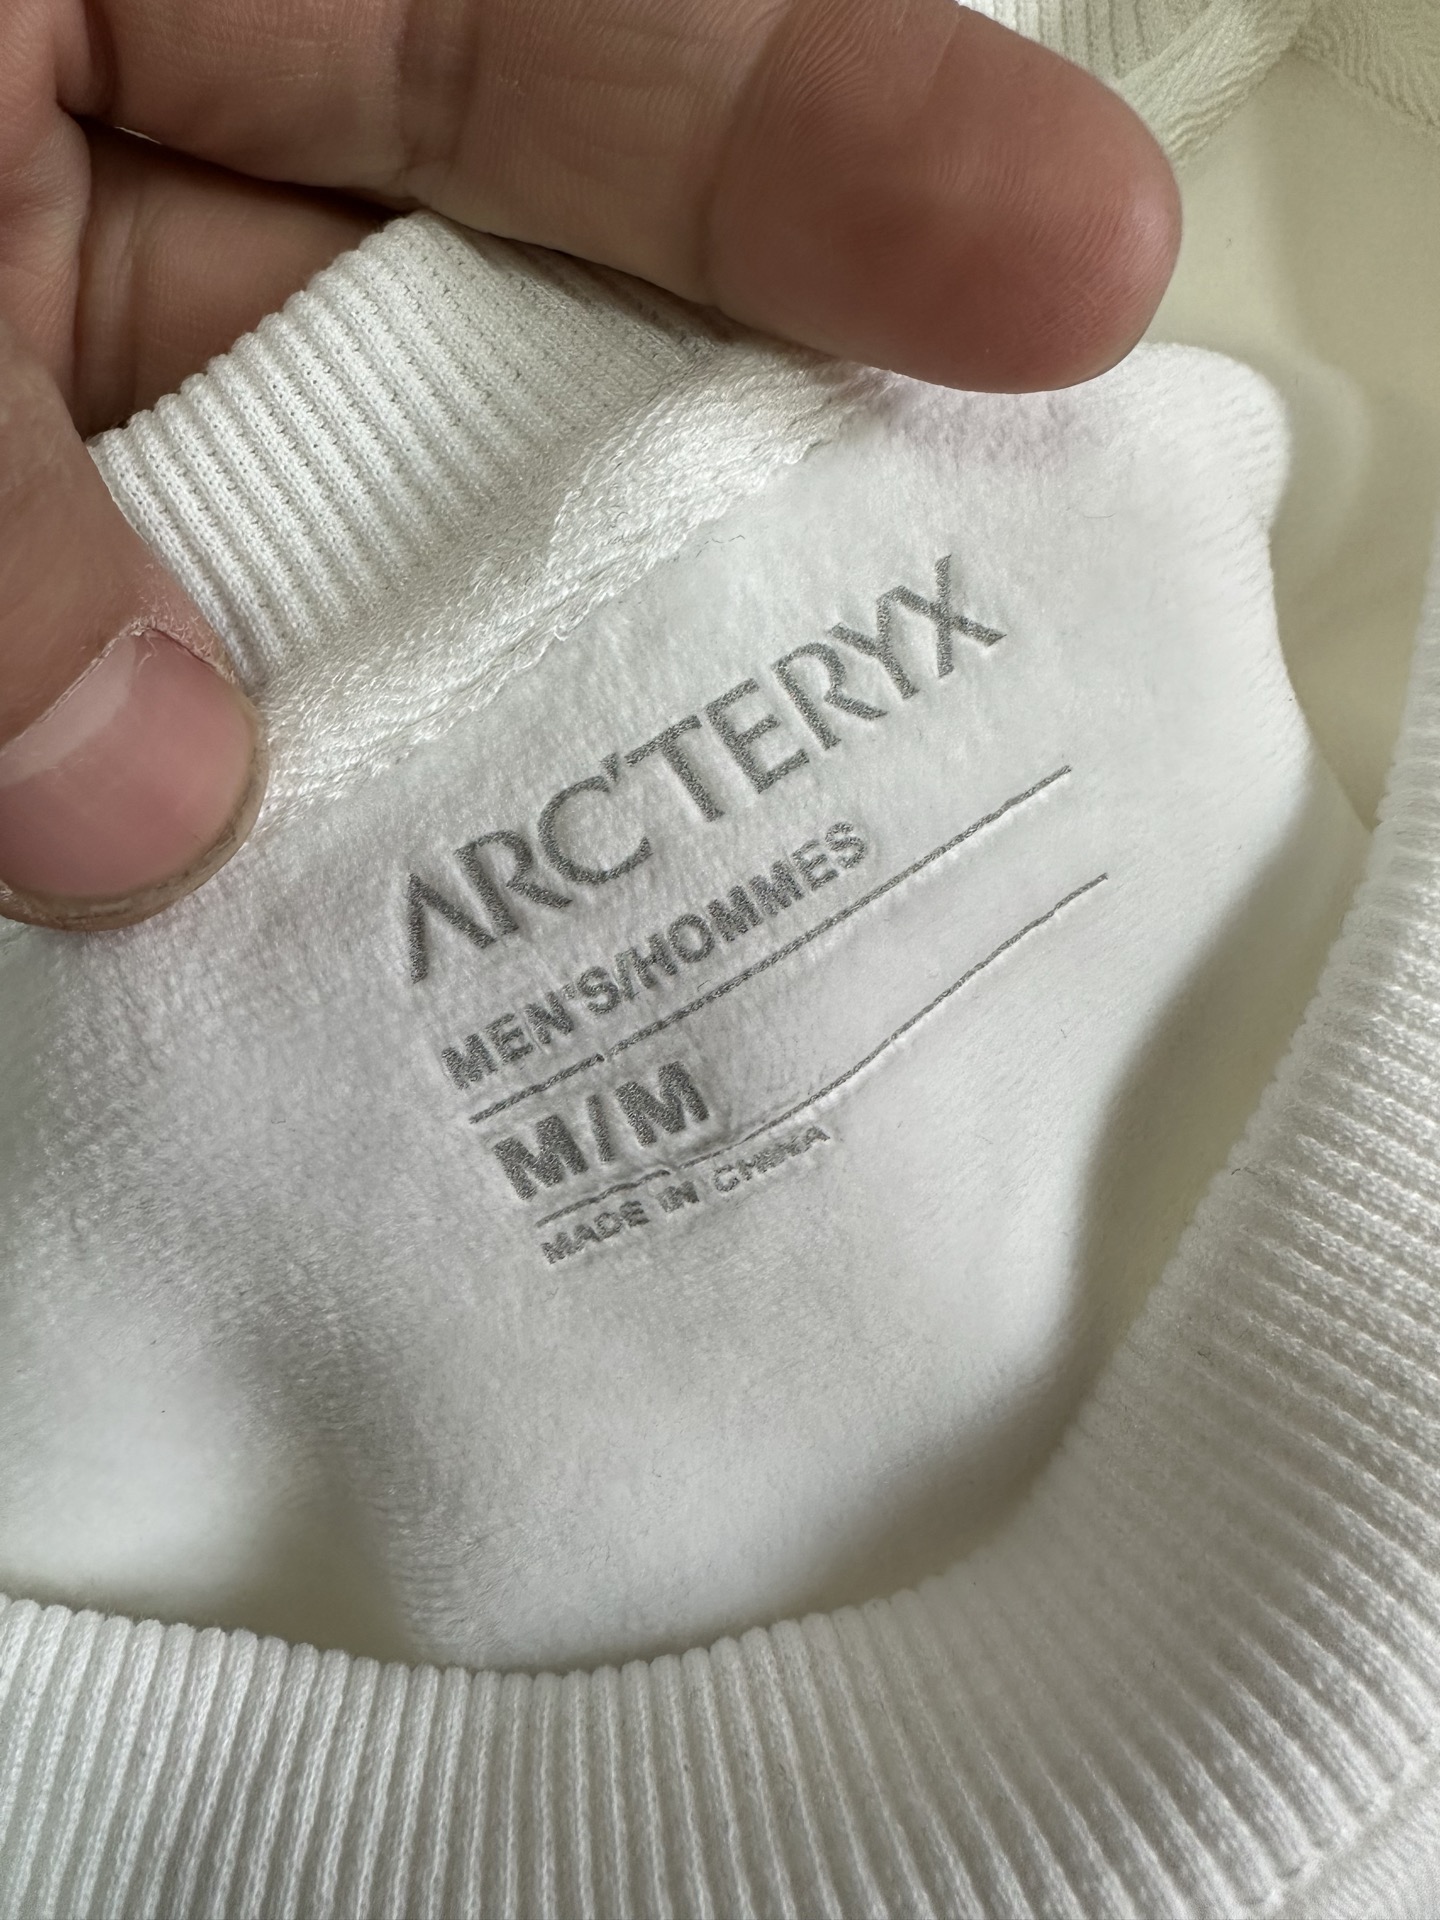 ARC'TERYX
MEN'S/HOMMES
M/M
MADE IN CHINA